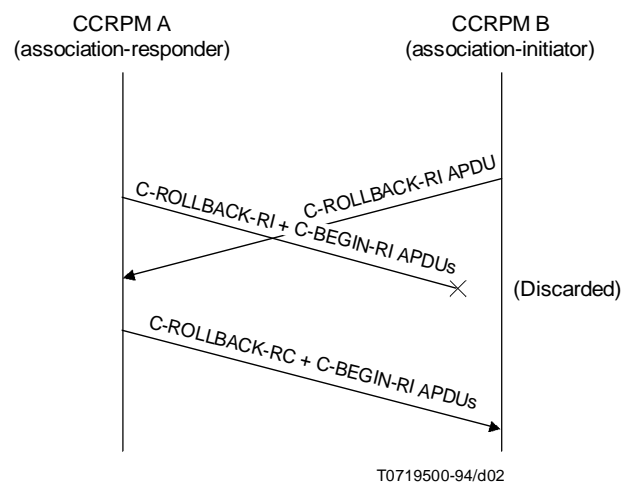 CCRPM A
(association-responder)
CCRPM B
(association-initiator)
C-ROLLBACK-RI APDU
C-ROLLBACK-RI + C-BEGIN-RI APDUs
(Discarded)
C-ROLLBACK-RC + C-BEGIN-RI APDUs
T0719500-94/d02